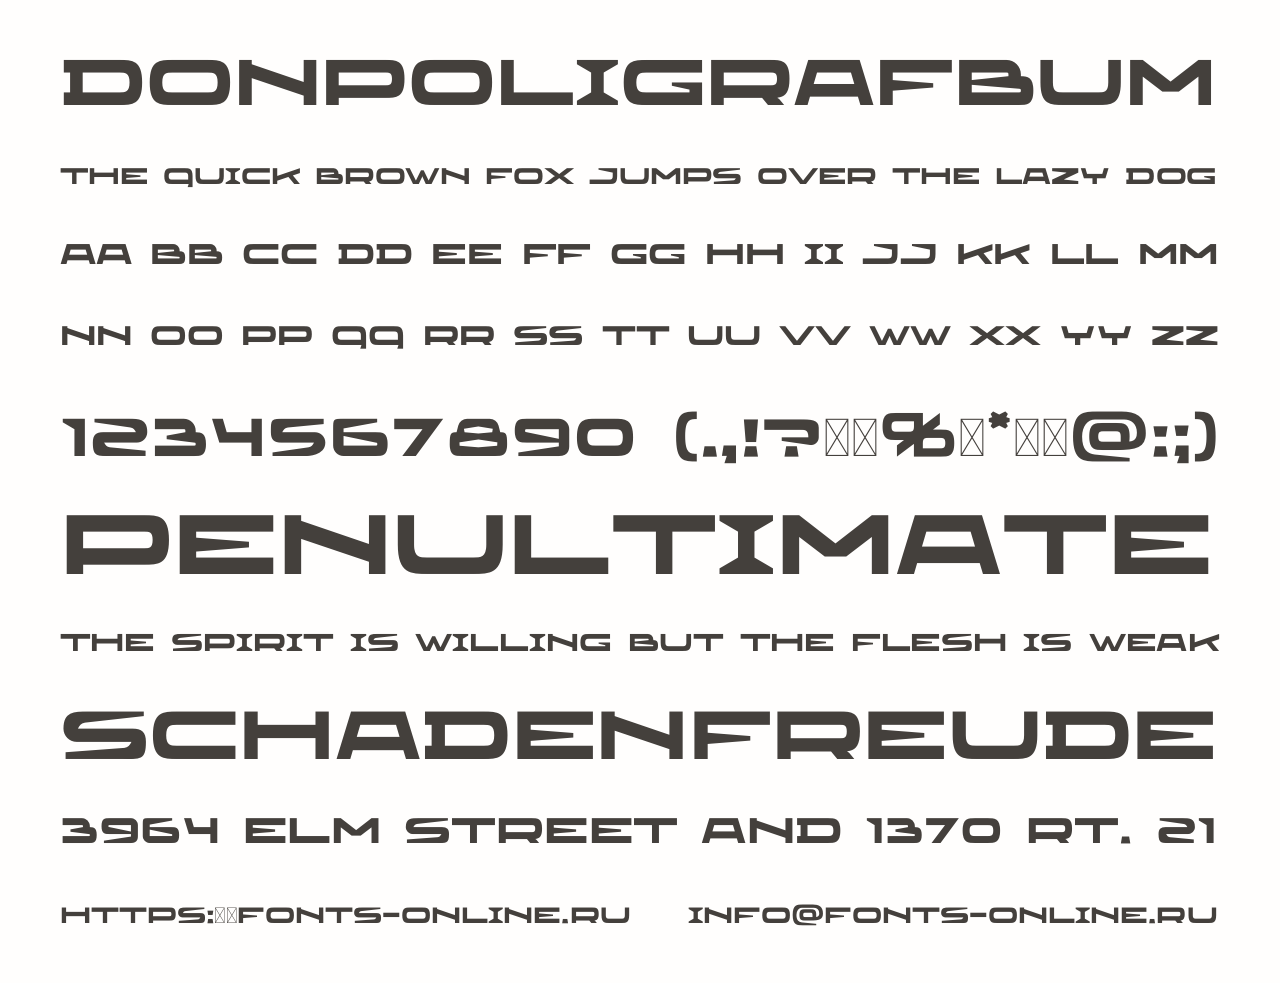 DONPOLIGRAFBUM
THE QUICK BROWN FOX JUMPS OVER THE LAZY DOG
AA BB CC DD EE FF GG HH II JJ KK LL MM
NN OO PP QQ RR SS TT UU VV WW XX YY ZZ
1234567890 (.,!?☒☒%☒*☒☒@:;)
PENULTIMATE
THE SPIRIT IS WILLING BUT THE FLESH IS WEAK
SCHADENFREUDE
3964 ELM STREET AND 1370 RT. 21
HTTPS:☒☒FONTS-ONLINE.RU INFO@FONTS-ONLINE.RU